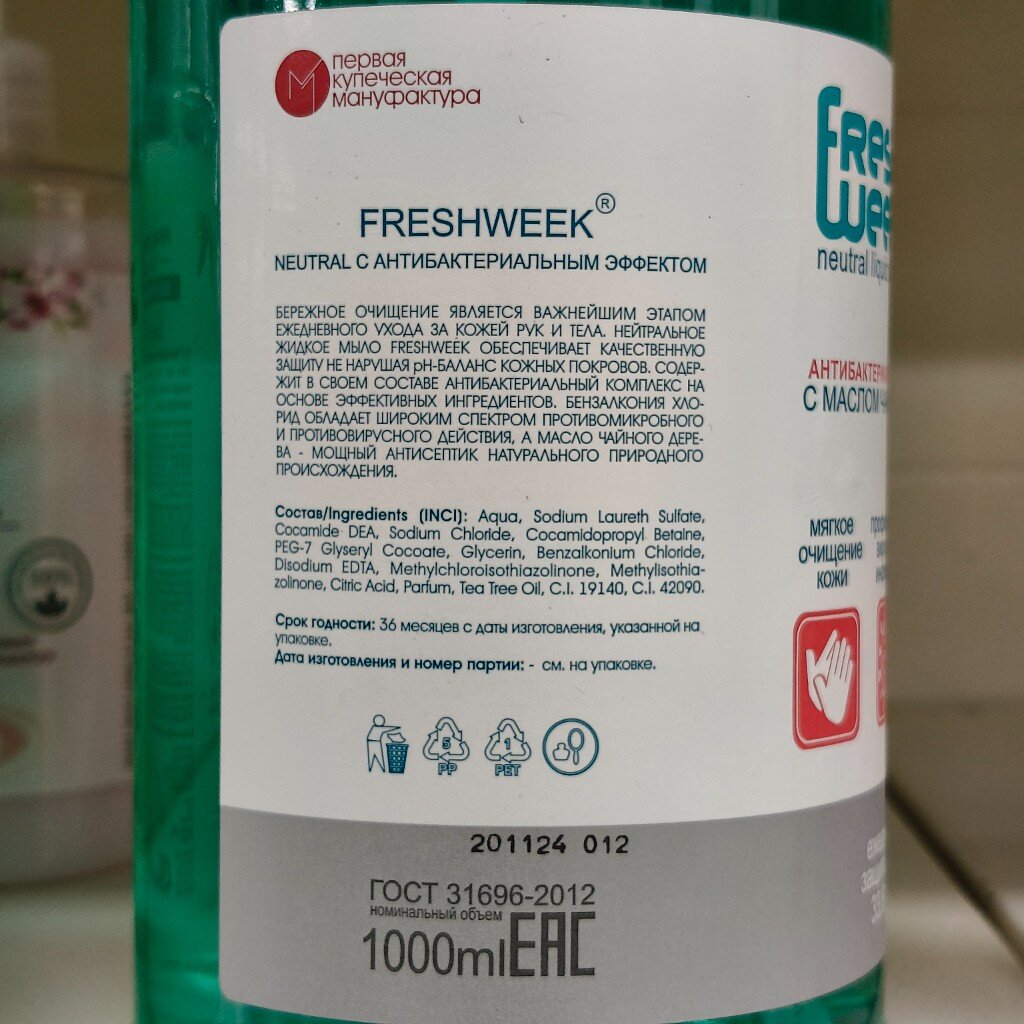 первая
купеческая
мануфактура
FRESHWEEK®
NEUTRAL С АНТИБАКТЕРИАЛЬНЫМ ЭФФЕКТОМ
БЕРЕЖНОЕ ОЧИЩЕНИЕ ЯВЛЯЕТСЯ ВАЖНЕЙШИМ ЭТАПОМ
ЕЖЕДНЕВНОГО УХОДА ЗА КОЖЕЙ РУК И ТЕЛА. НЕЙТРАЛЬНОЕ
ЖИДКОЕ МЫЛО FRESHWEEK ОБЕСПЕЧИВАЕТ КАЧЕСТВЕННУЮ
ЗАЩИТУ НЕ НАРУШАЯ pH-БАЛАНС КОЖНЫХ ПОКРОВОВ. СОДЕР-
ЖИТ В СВОЕМ СОСТАВЕ АНТИБАКТЕРИАЛЬНЫЙ КОМПЛЕКС НА
ОСНОВЕ ЭФФЕКТИВНЫХ ИНГРЕДИЕНТОВ. БЕНЗАЛКОНИЯ ХЛО-
РИД ОБЛАДАЕТ ШИРОКИМ СПЕКТРОМ ПРОТИВОМИКРОБНОГО
И ПРОТИВОВИРУСНОГО ДЕЙСТВИЯ, А МАСЛО ЧАЙНОГО ДЕРЕ-
ВА - МОЩНЫЙ АНТИСЕПТИК НАТУРАЛЬНОГО ПРИРОДНОГО
ПРОИСХОЖДЕНИЯ.
Состав/Ingredients (INCI): Aqua, Sodium Laureth Sulfate,
Cocamide DEA, Sodium Chloride, Cocamidopropyl Betaine,
PEG-7 Glyseryl Cocoate, Glycerin, Benzalkonium Chloride,
Disodium EDTA, Methylchloroisothiazolinone, Methylisothia-
zolinone, Citric Acid, Parfum, Tea Tree Oil, C.I. 19140, C.I. 42090.
Срок годности: 36 месяцев с даты изготовления, указанной на
упаковке.
Дата изготовления и номер партии: - см. на упаковке.
5 1
PP PET
201124 012
ГОСТ 31696-2012
номинальный объем
1000ml EAC
neutral
С МАСЛОМ
мягкое
очищение
кожи